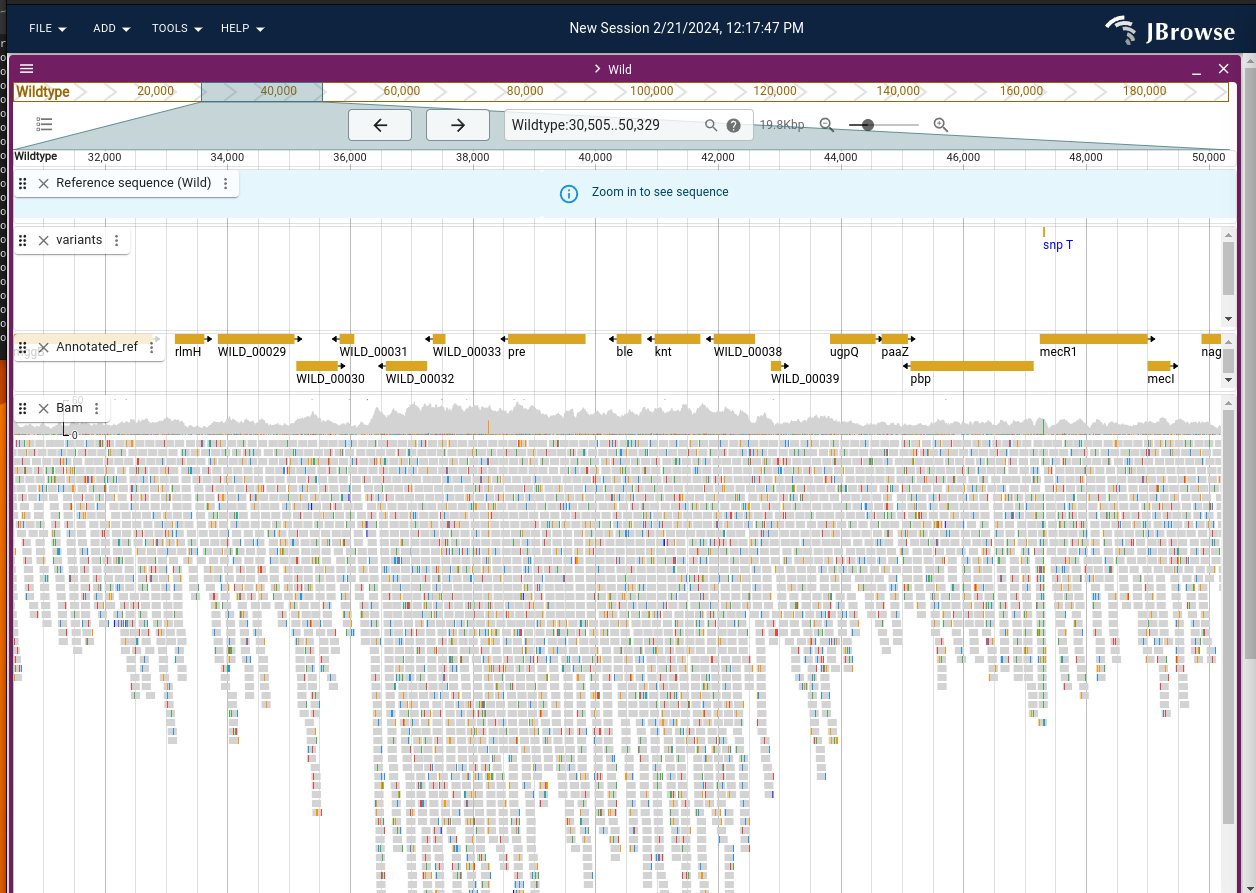 FILE ADD TOOLS HELP New Session 2/21/2024, 12:17:47 PM JBrowse
Wild
Wildtype 20,000 40,000 60,000 80,000 100,000 120,000 140,000 160,000 180,000
Wildtype:30,505..50,329 19.8Kbp
Wildtype 32,000 34,000 36,000 38,000 40,000 42,000 44,000 46,000 48,000 50,000
Reference sequence (Wild) Zoom in to see sequence
variants
snp T
Annotated_ref
rlmH WILD_00029 WILD_00031 WILD_00033 pre ble knt WILD_00038 ugpQ paaZ mecR1 nag
WILD_00030 WILD_00032 WILD_00039 pbp mecI
Bam
0